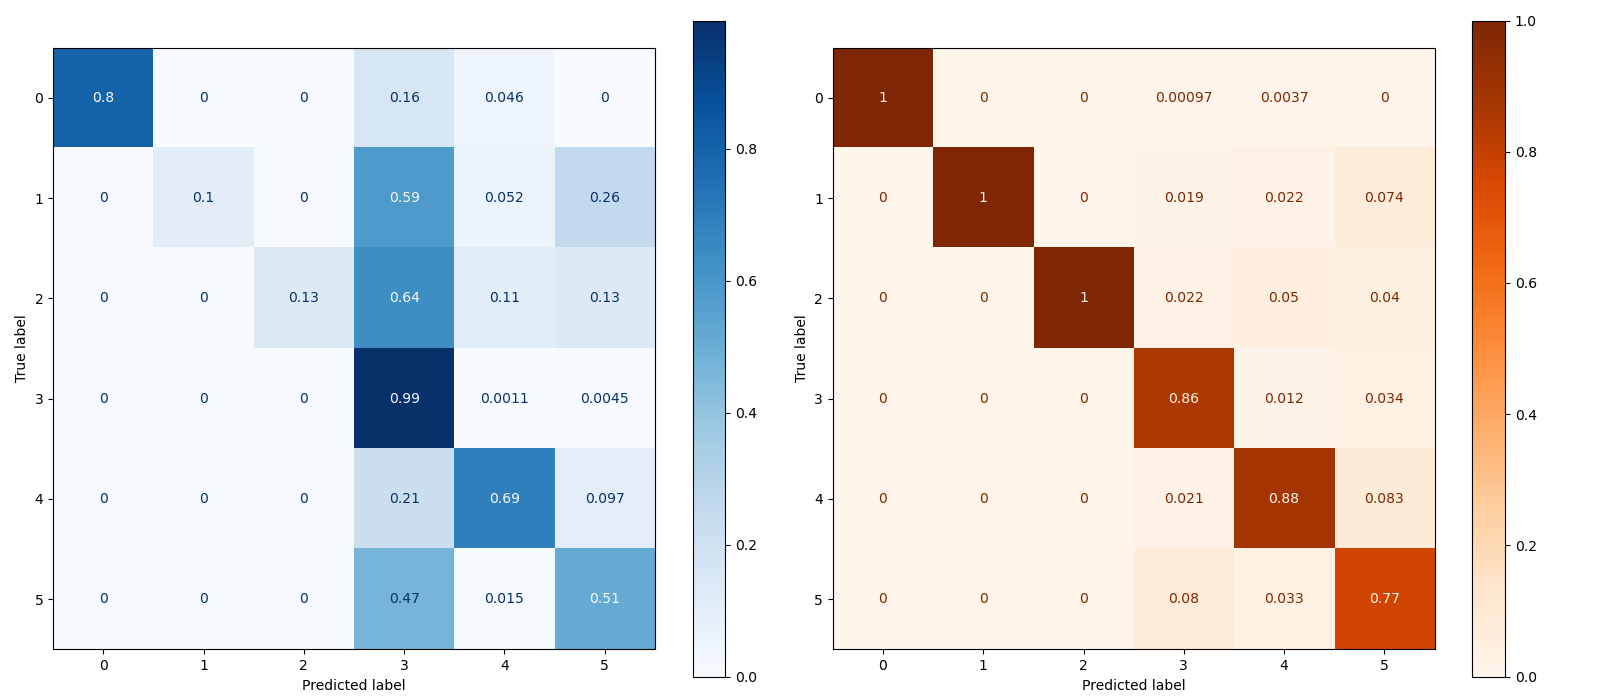 0 0.8 0 0 0.16 0.046 0
1 0 0.1 0 0.59 0.052 0.26
2 0 0 0.13 0.64 0.11 0.13
3 0 0 0 0.99 0.0011 0.0045
4 0 0 0 0.21 0.69 0.097
5 0 0 0 0.47 0.015 0.51
0 1 2 3 4 5
True label
Predicted label
0.8
0.6
0.4
0.2
0.0
0 1 0 0 0.00097 0.0037 0
1 0 1 0 0.019 0.022 0.074
2 0 0 1 0.022 0.05 0.04
3 0 0 0 0.86 0.012 0.034
4 0 0 0 0.021 0.88 0.083
5 0 0 0 0.08 0.033 0.77
0 1 2 3 4 5
True label
Predicted label
1.0
0.8
0.6
0.4
0.2
0.0